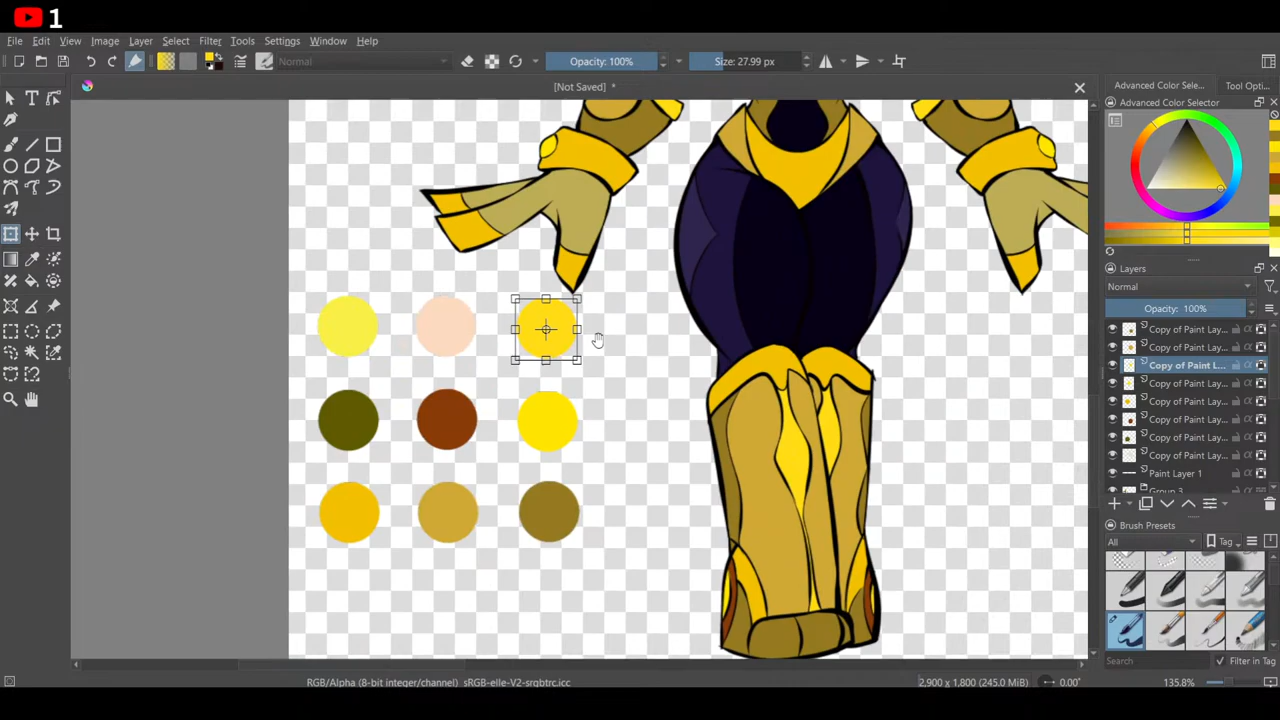 1
File Edit View Image Layer Select Filter Tools Settings Window Help
Normal Opacity: 100% Size: 27.99 px
[Not Saved] *
Advanced Color Sele... Tool Opti...
Advanced Color Selector
Layers
Normal
Opacity: 100%
Copy of Paint Lay...
Copy of Paint Lay...
Copy of Paint L...
Copy of Paint Lay...
Copy of Paint Lay...
Copy of Paint Lay...
Copy of Paint Lay...
Copy of Paint Lay...
Paint Layer 1
Group 3
Brush Presets
All Tag
Search Filter in Tag
RGB/Alpha (8-bit integer/channel) sRGB-elle-V2-srgbtrc.icc 2,900 x 1,800 (245.0 MiB) 0.00° 135.8%